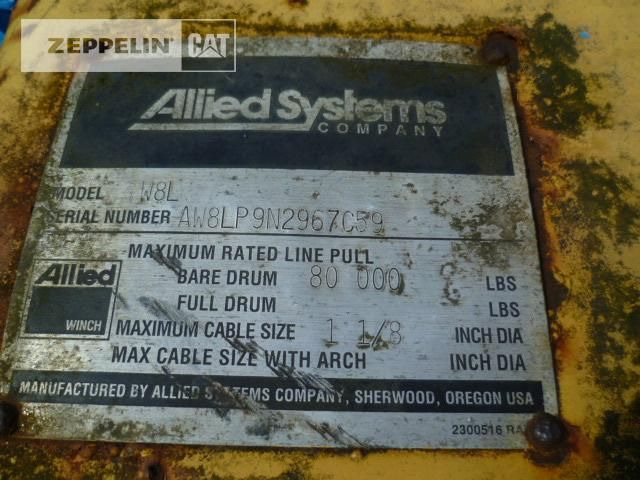 ZEPPELIN CAT
Allied Systems
COMPANY
MODEL W8L
SERIAL NUMBER AW8LP9N2967C59
MAXIMUM RATED LINE PULL
BARE DRUM 80 000 LBS
FULL DRUM LBS
Allied
WINCH
MAXIMUM CABLE SIZE 1 1/8 INCH DIA
MAX CABLE SIZE WITH ARCH INCH DIA
MANUFACTURED BY ALLIED SYSTEMS COMPANY, SHERWOOD, OREGON USA
2300516